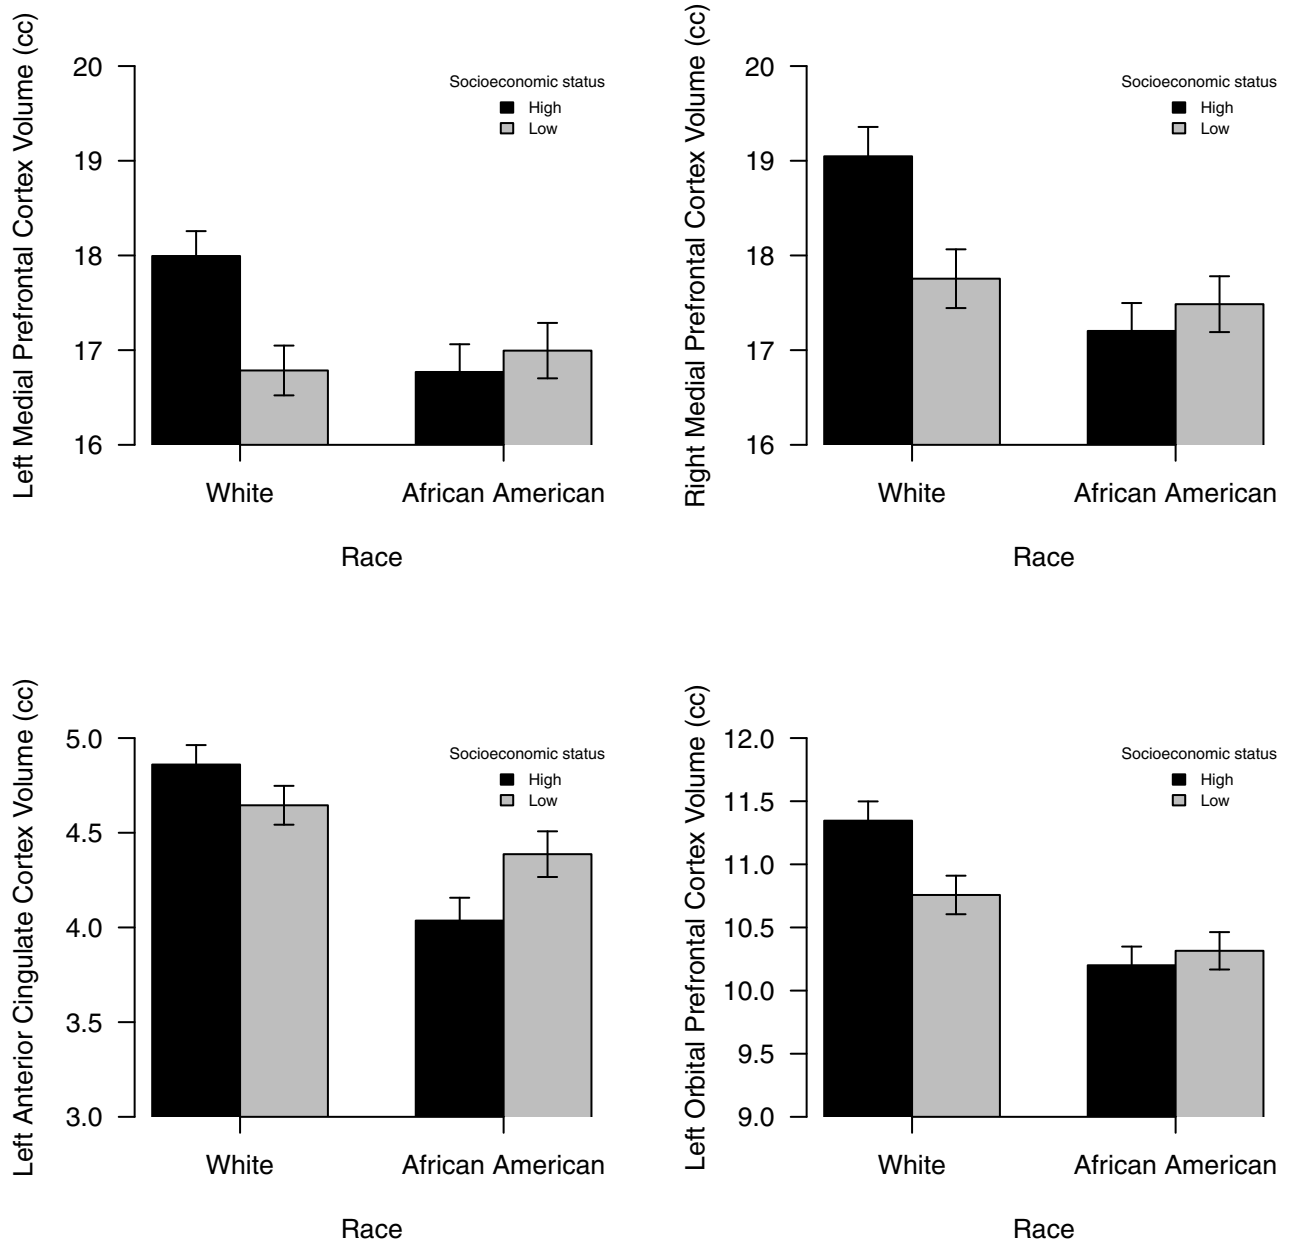 Left Medial Prefrontal Cortex Volume (cc)
20
19
18
17
16
Socioeconomic status
High
Low
White
African American
Race
Right Medial Prefrontal Cortex Volume (cc)
20
19
18
17
16
Socioeconomic status
High
Low
White
African American
Race
Left Anterior Cingulate Cortex Volume (cc)
5.0
4.5
4.0
3.5
3.0
Socioeconomic status
High
Low
White
African American
Race
Left Orbital Prefrontal Cortex Volume (cc)
12.0
11.5
11.0
10.5
10.0
9.5
9.0
Socioeconomic status
High
Low
White
African American
Race